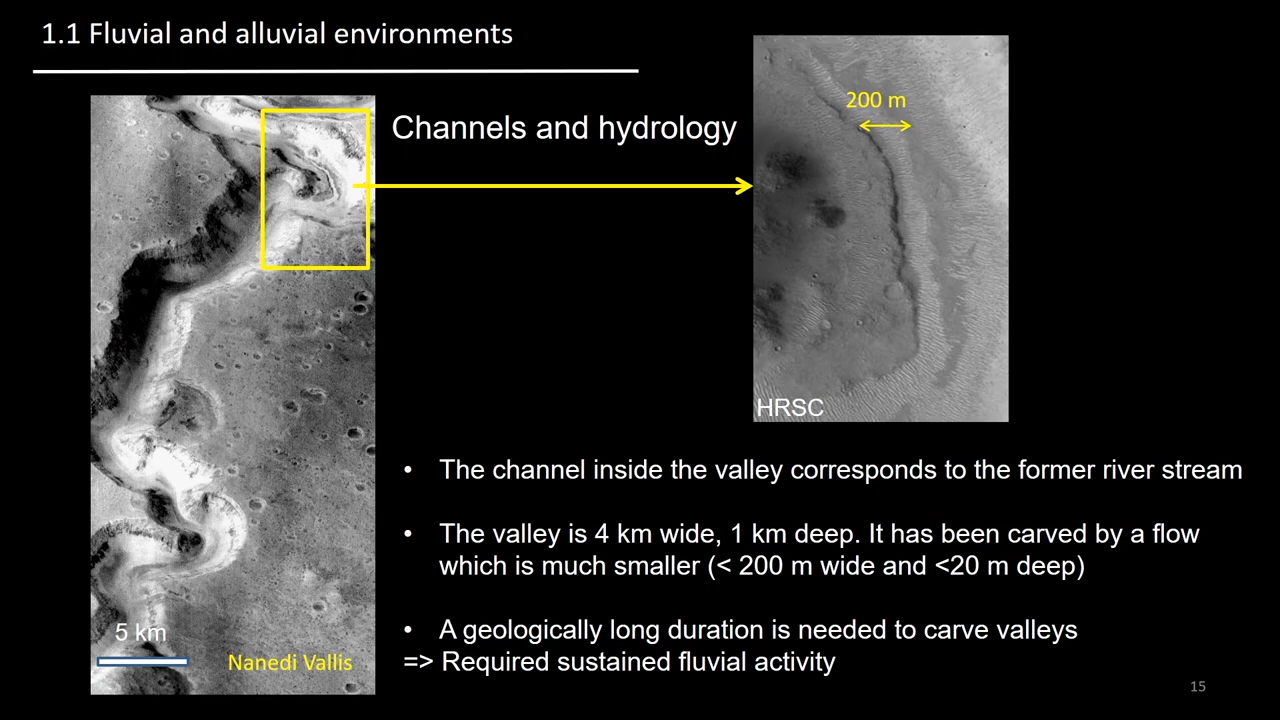 1.1 Fluvial and alluvial environments
Channels and hydrology
200 m
HRSC
5 km
Nanedi Vallis
• The channel inside the valley corresponds to the former river stream
• The valley is 4 km wide, 1 km deep. It has been carved by a flow
which is much smaller (< 200 m wide and <20 m deep)
• A geologically long duration is needed to carve valleys
=> Required sustained fluvial activity
15